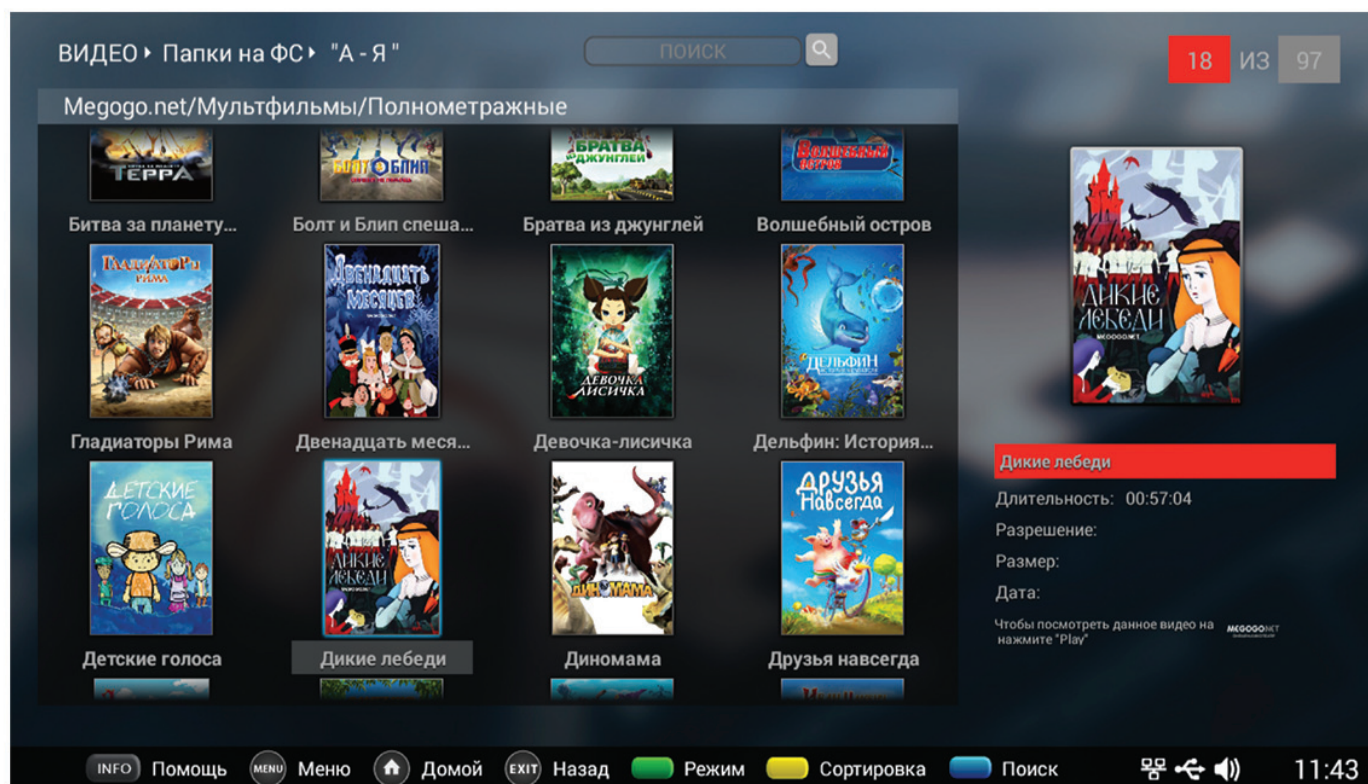 ВИДЕО Папки на ФС "А - Я "
ПОИСК
18 ИЗ 97
Megogo.net/Мультфильмы/Полнометражные
ТЕРРА
БОЛТ БЛИП
БРАТВА
ИЗ ДЖУНГЛЕЙ
ВОЛШЕБНЫЙ
ОСТРОВ
Битва за планету...
Болт и Блип спеша...
Братва из джунглей
Волшебный остров
ГЛАДИАТОРЫ
РИМА
ДВЕНАДЦАТЬ
МЕСЯЦЕВ
ДЕВОЧКА
ЛИСИЧКА
ДЕЛЬФИН
Гладиаторы Рима
Двенадцать меся...
Девочка-лисичка
Дельфин: История...
ДЕТСКИЕ
ГОЛОСА
ДИКИЕ
ЛЕБЕДИ
ДИНОМАМА
ДРУЗЬЯ
Навсегда
Детские голоса
Дикие лебеди
Диномама
Друзья навсегда
ДИКИЕ
ЛЕБЕДИ
MEGOGO.NET
Дикие лебеди
Длительность: 00:57:04
Разрешение:
Размер:
Дата:
Чтобы посмотреть данное видео на MEGOGO.NET
нажмите "Play"
INFO Помощь MENU Меню Домой EXIT Назад Режим Сортировка Поиск 11:43